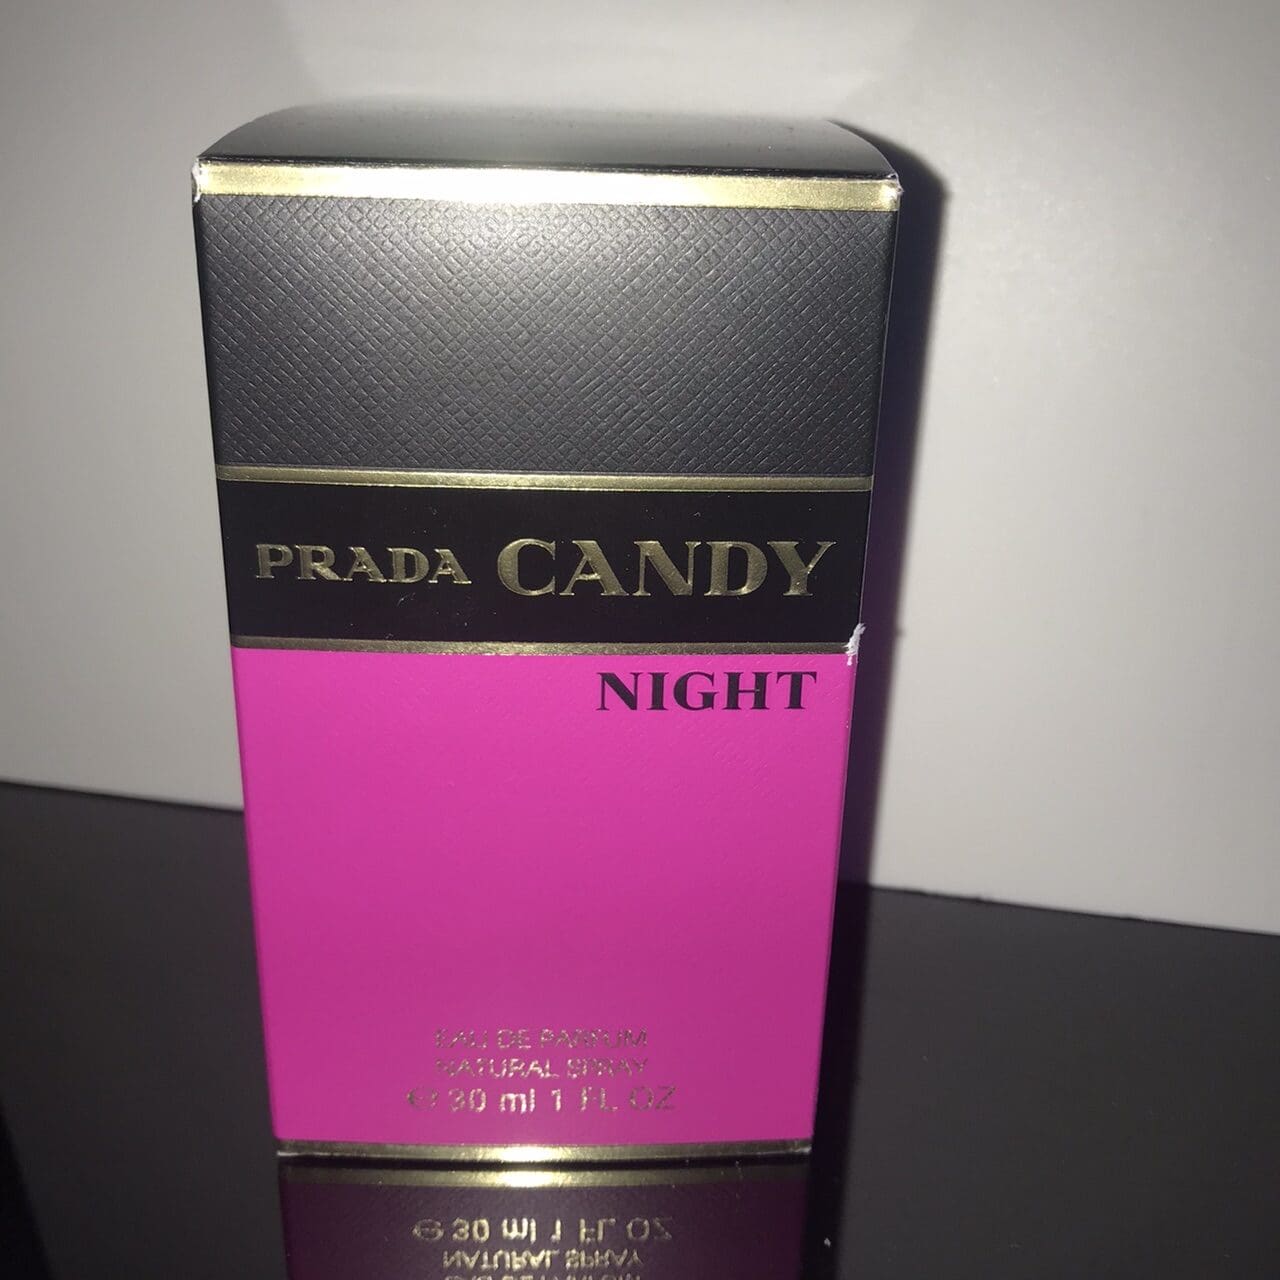 PRADA CANDY
NIGHT
EAU DE PARFUM
NATURAL SPRAY
℮ 30 ml 1 FL OZ